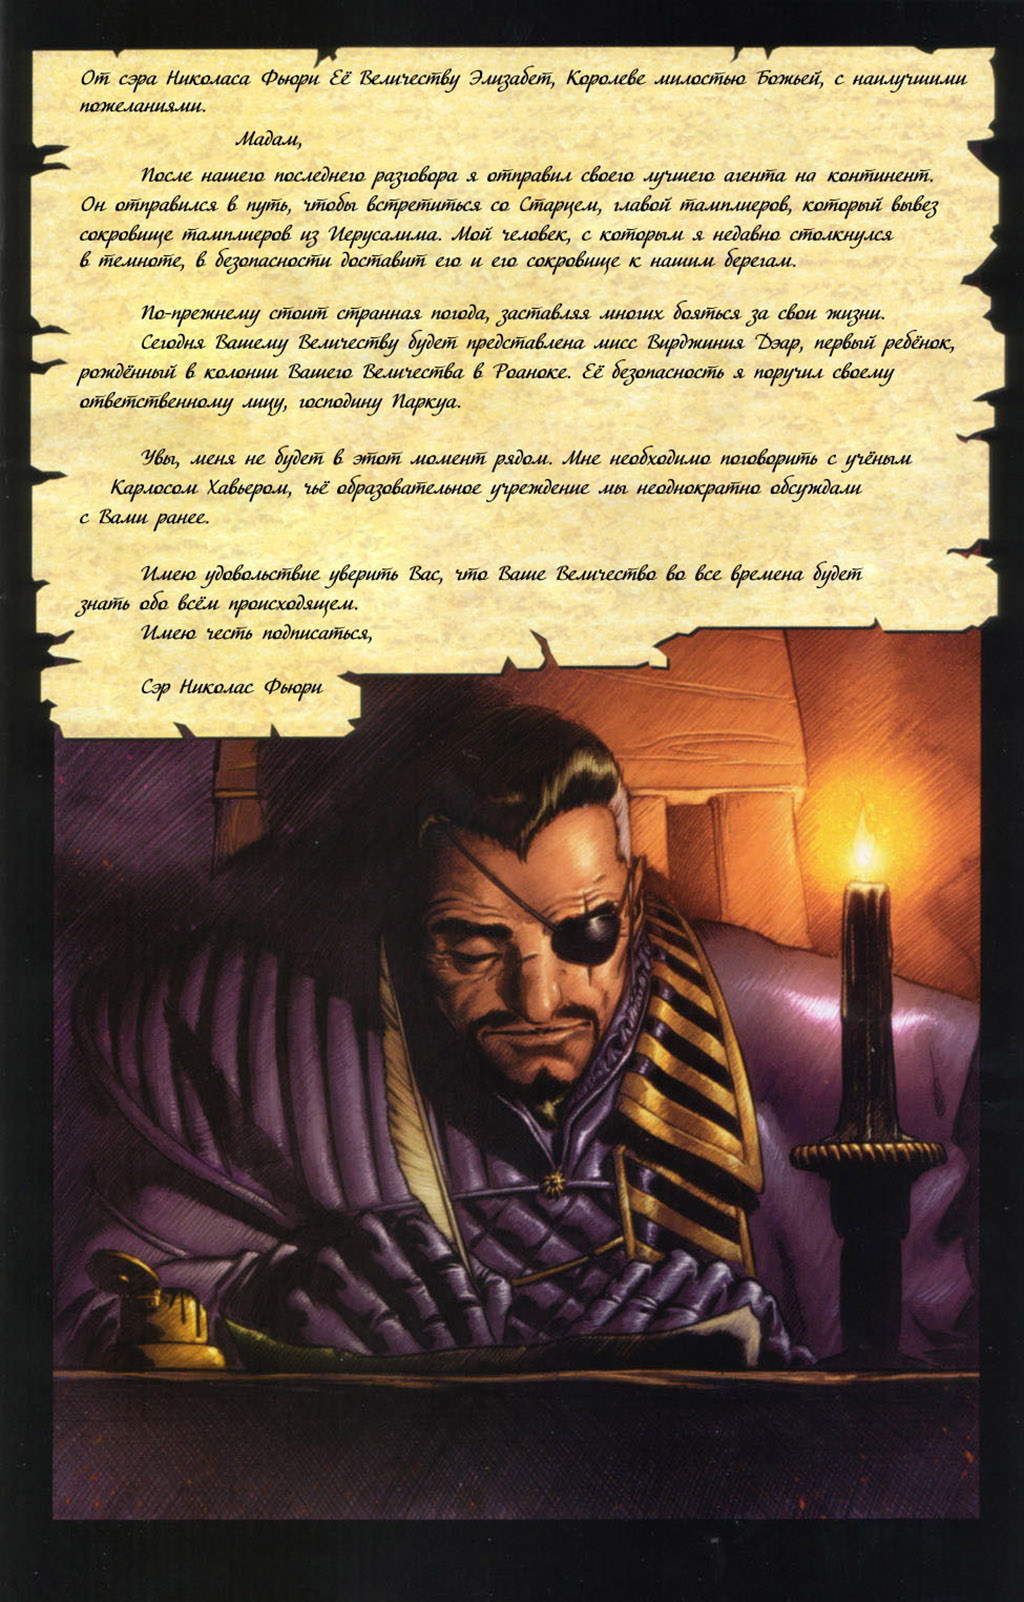 От сэра Николаса Фьюри Её Величеству Элизабет, Королеве милостью Божьей, с наилучшими
пожеланиями.
Мадам,
После нашего последнего разговора я отправил своего лучшего агента на континент.
Он отправился в путь, чтобы встретиться со Старцем, главой тамплиеров, который вывез
сокровище тамплиеров из Иерусалима. Мой человек, с которым я недавно столкнулся
в темноте, в безопасности доставит его и его сокровище к нашим берегам.
По-прежнему стоит странная погода, заставляя многих бояться за свои жизни.
Сегодня Вашему Величеству будет представлена мисс Вирджиния Дэар, первый ребёнок,
рождённый в колонии Вашего Величества в Роаноке. Её безопасность я поручил своему
ответственному лицу, господину Паркуа.
Увы, меня не будет в этот момент рядом. Мне необходимо поговорить с учёным
Карлосом Хавьером, чьё образовательное учреждение мы неоднократно обсуждали
с Вами ранее.
Имею удовольствие уверить Вас, что Ваше Величество во все времена будет
знать обо всём происходящем.
Имею честь подписаться,
Сэр Николас Фьюри